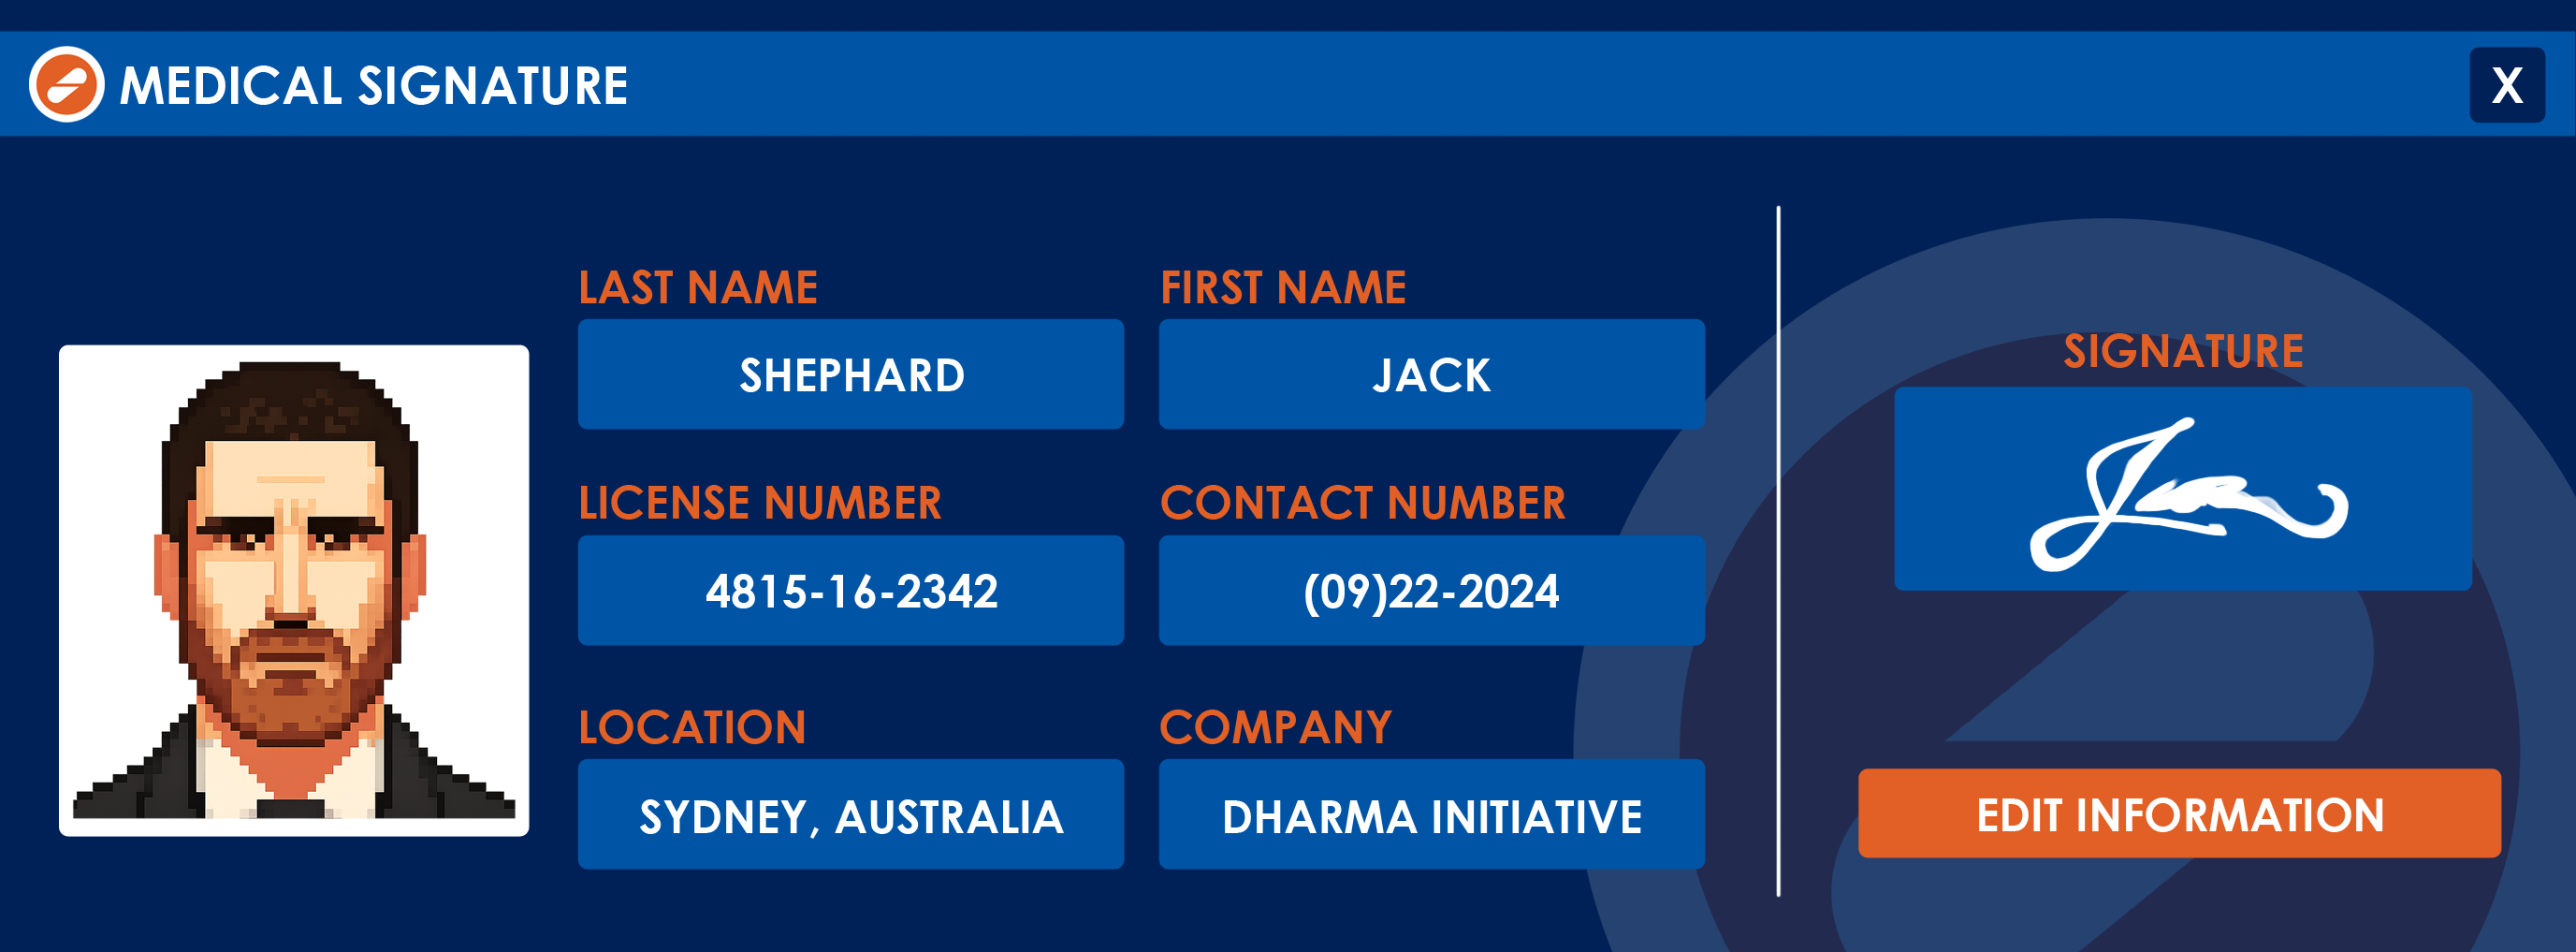 MEDICAL SIGNATURE
X
LAST NAME
SHEPHARD
FIRST NAME
JACK
LICENSE NUMBER
4815-16-2342
CONTACT NUMBER
(09)22-2024
LOCATION
SYDNEY, AUSTRALIA
COMPANY
DHARMA INITIATIVE
SIGNATURE
EDIT INFORMATION